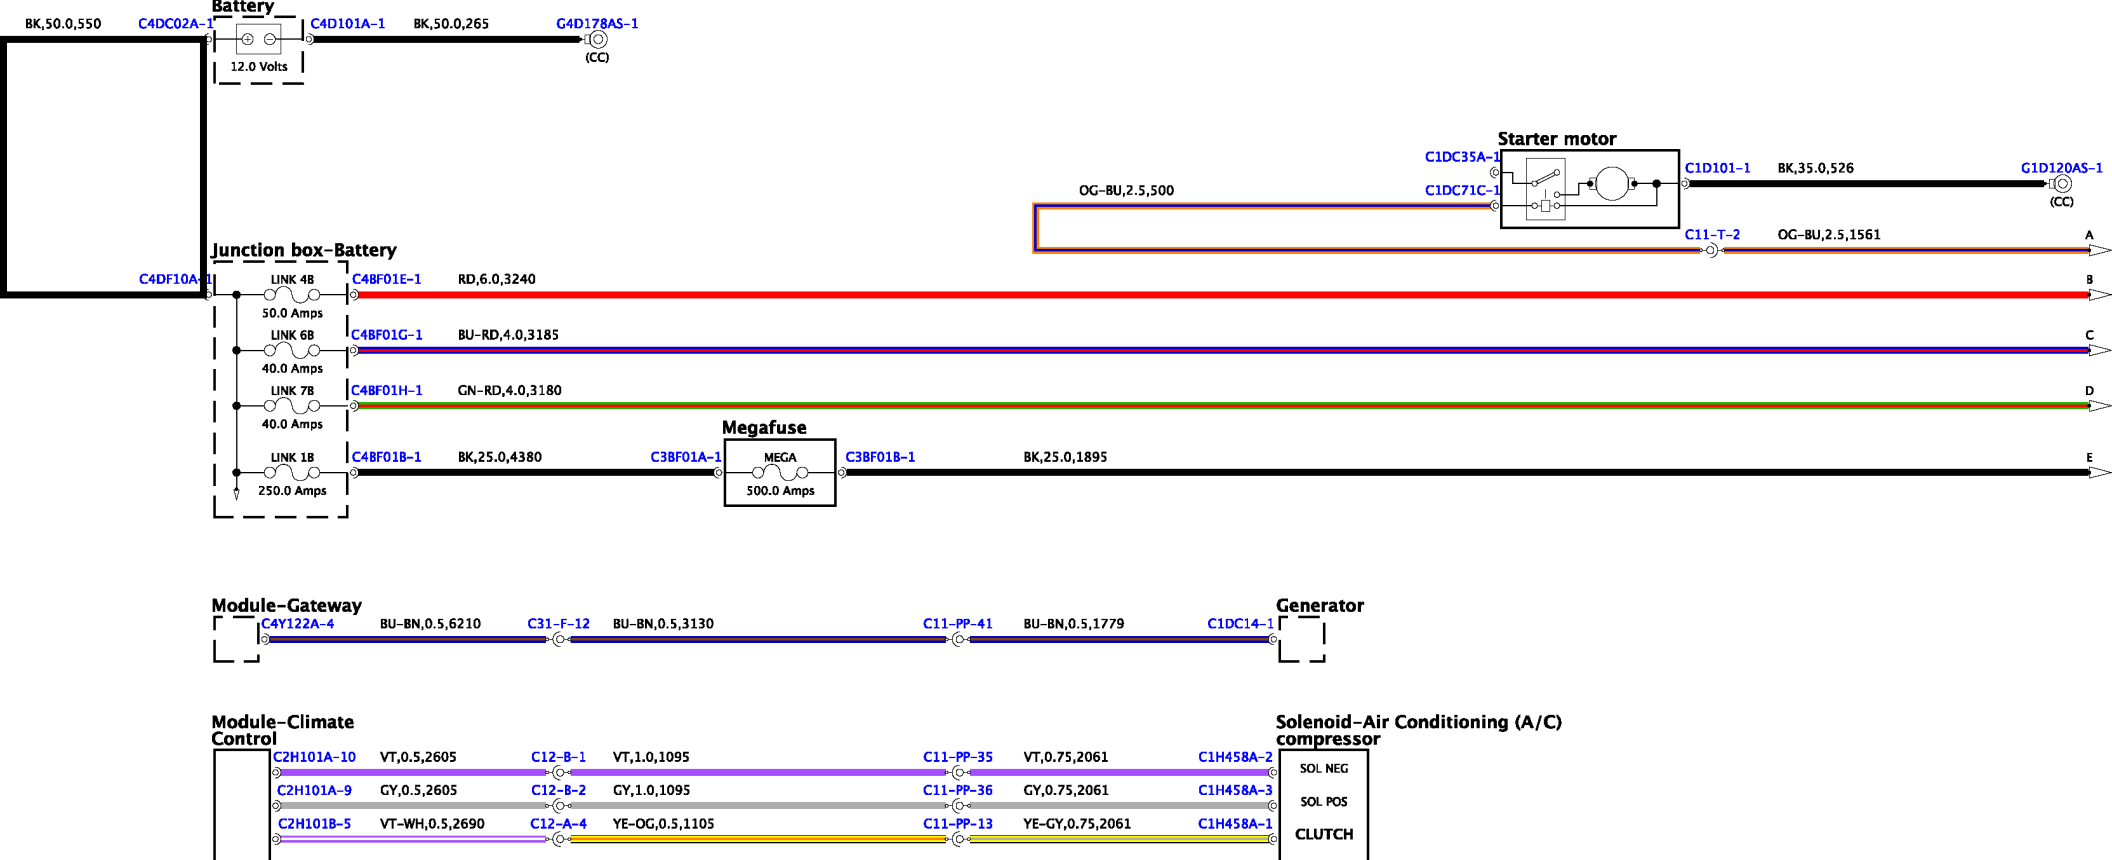 Battery
BK,50.0,550
C4DC02A-1
C4D101A-1
BK,50.0,265
G4D178AS-1
(CC)
12.0 Volts
Starter motor
C1DC35A-1
C1D101-1
BK,35.0,526
G1D120AS-1
(CC)
OG-BU,2.5,500
C1DC71C-1
C11-T-2
OG-BU,2.5,1561
A
Junction box-Battery
C4DF10A-1
LINK 4B
50.0 Amps
C4BF01E-1
RD,6.0,3240
B
LINK 6B
40.0 Amps
C4BF01G-1
BU-RD,4.0,3185
C
LINK 7B
40.0 Amps
C4BF01H-1
GN-RD,4.0,3180
D
Megafuse
LINK 1B
250.0 Amps
C4BF01B-1
BK,25.0,4380
C3BF01A-1
MEGA
500.0 Amps
C3BF01B-1
BK,25.0,1895
E
Module-Gateway
Generator
C4Y122A-4
BU-BN,0.5,6210
C31-F-12
BU-BN,0.5,3130
C11-PP-41
BU-BN,0.5,1779
C1DC14-1
Module-Climate
Control
Solenoid-Air Conditioning (A/C)
compressor
C2H101A-10
VT,0.5,2605
C12-B-1
VT,1.0,1095
C11-PP-35
VT,0.75,2061
C1H458A-2
SOL NEG
C2H101A-9
GY,0.5,2605
C12-B-2
GY,1.0,1095
C11-PP-36
GY,0.75,2061
C1H458A-3
SOL POS
C2H101B-5
VT-WH,0.5,2690
C12-A-4
YE-OG,0.5,1105
C11-PP-13
YE-GY,0.75,2061
C1H458A-1
CLUTCH